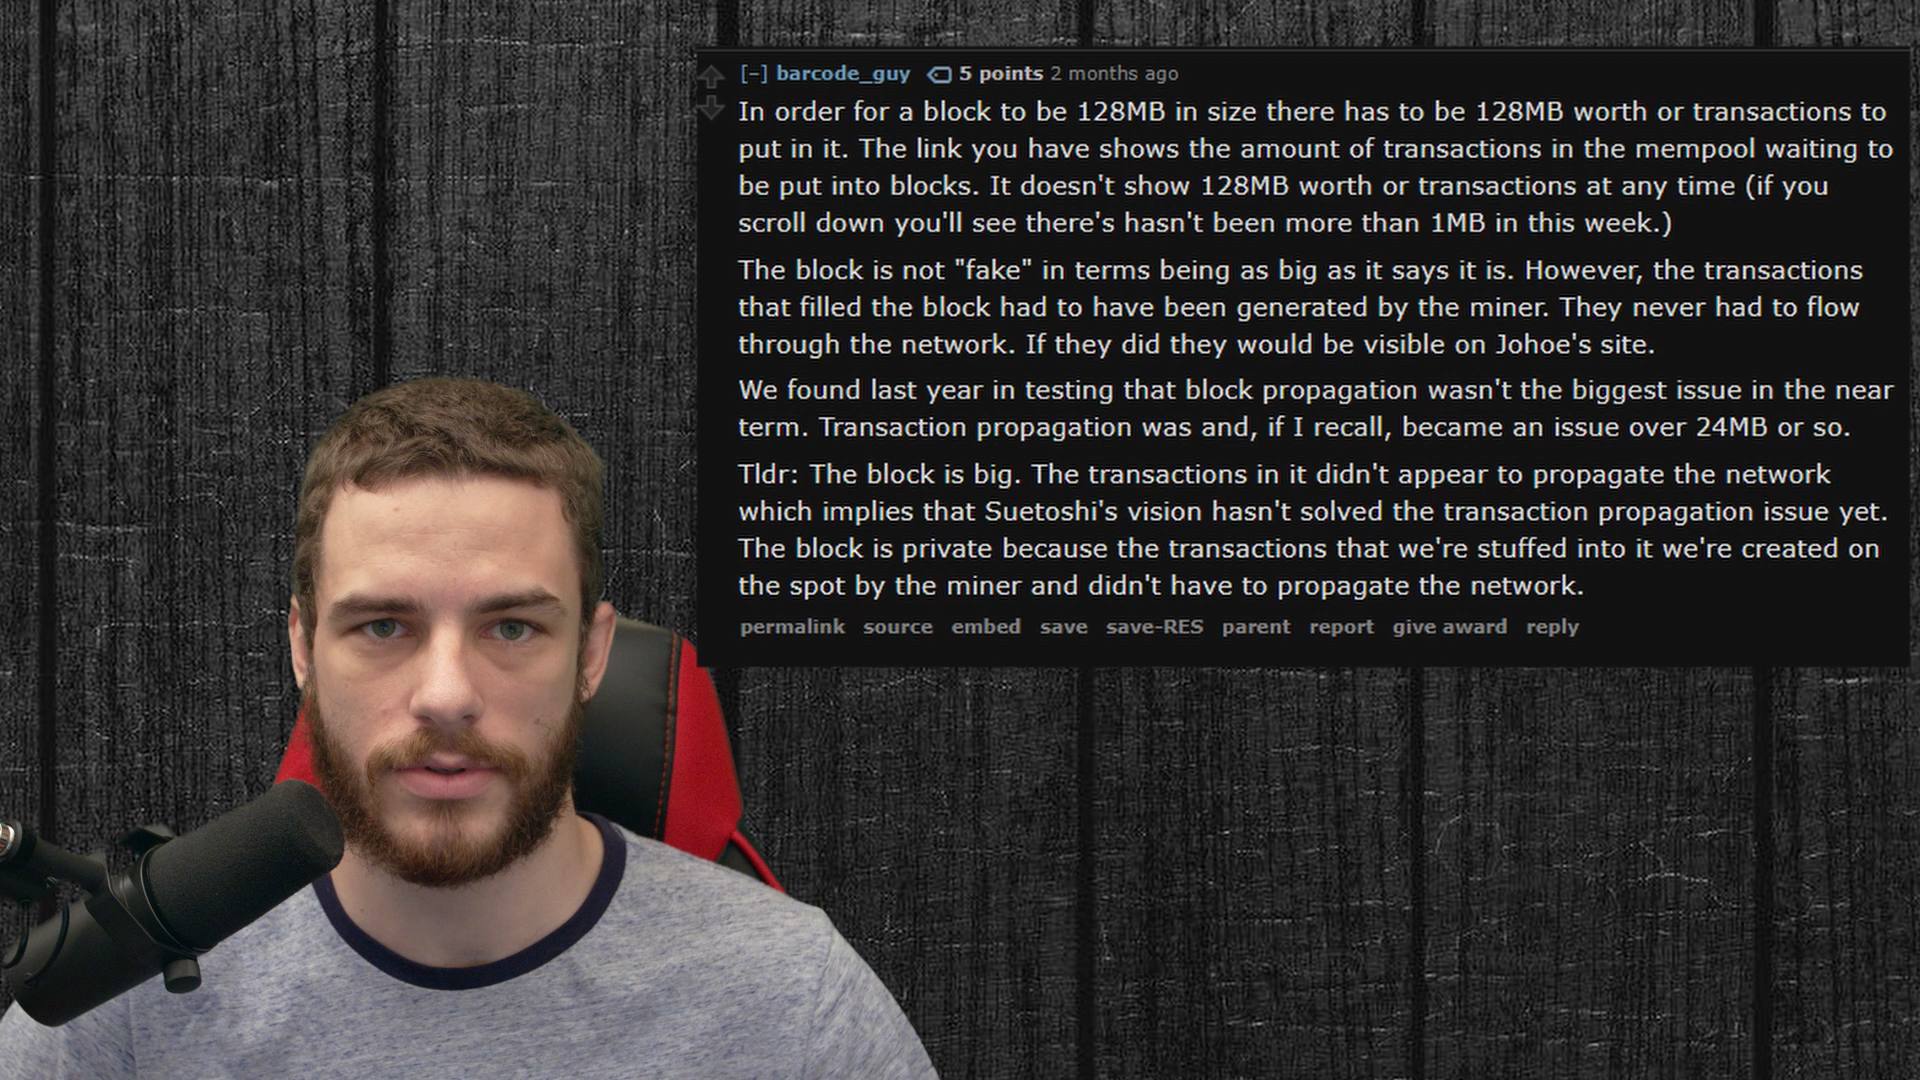 [−] barcode_guy 5 points 2 months ago
In order for a block to be 128MB in size there has to be 128MB worth or transactions to
put in it. The link you have shows the amount of transactions in the mempool waiting to
be put into blocks. It doesn't show 128MB worth or transactions at any time (if you
scroll down you'll see there's hasn't been more than 1MB in this week.)
The block is not "fake" in terms being as big as it says it is. However, the transactions
that filled the block had to have been generated by the miner. They never had to flow
through the network. If they did they would be visible on Johoe's site.
We found last year in testing that block propagation wasn't the biggest issue in the near
term. Transaction propagation was and, if I recall, became an issue over 24MB or so.
Tldr: The block is big. The transactions in it didn't appear to propagate the network
which implies that Suetoshi's vision hasn't solved the transaction propagation issue yet.
The block is private because the transactions that we're stuffed into it we're created on
the spot by the miner and didn't have to propagate the network.
permalink source embed save save-RES parent report give award reply